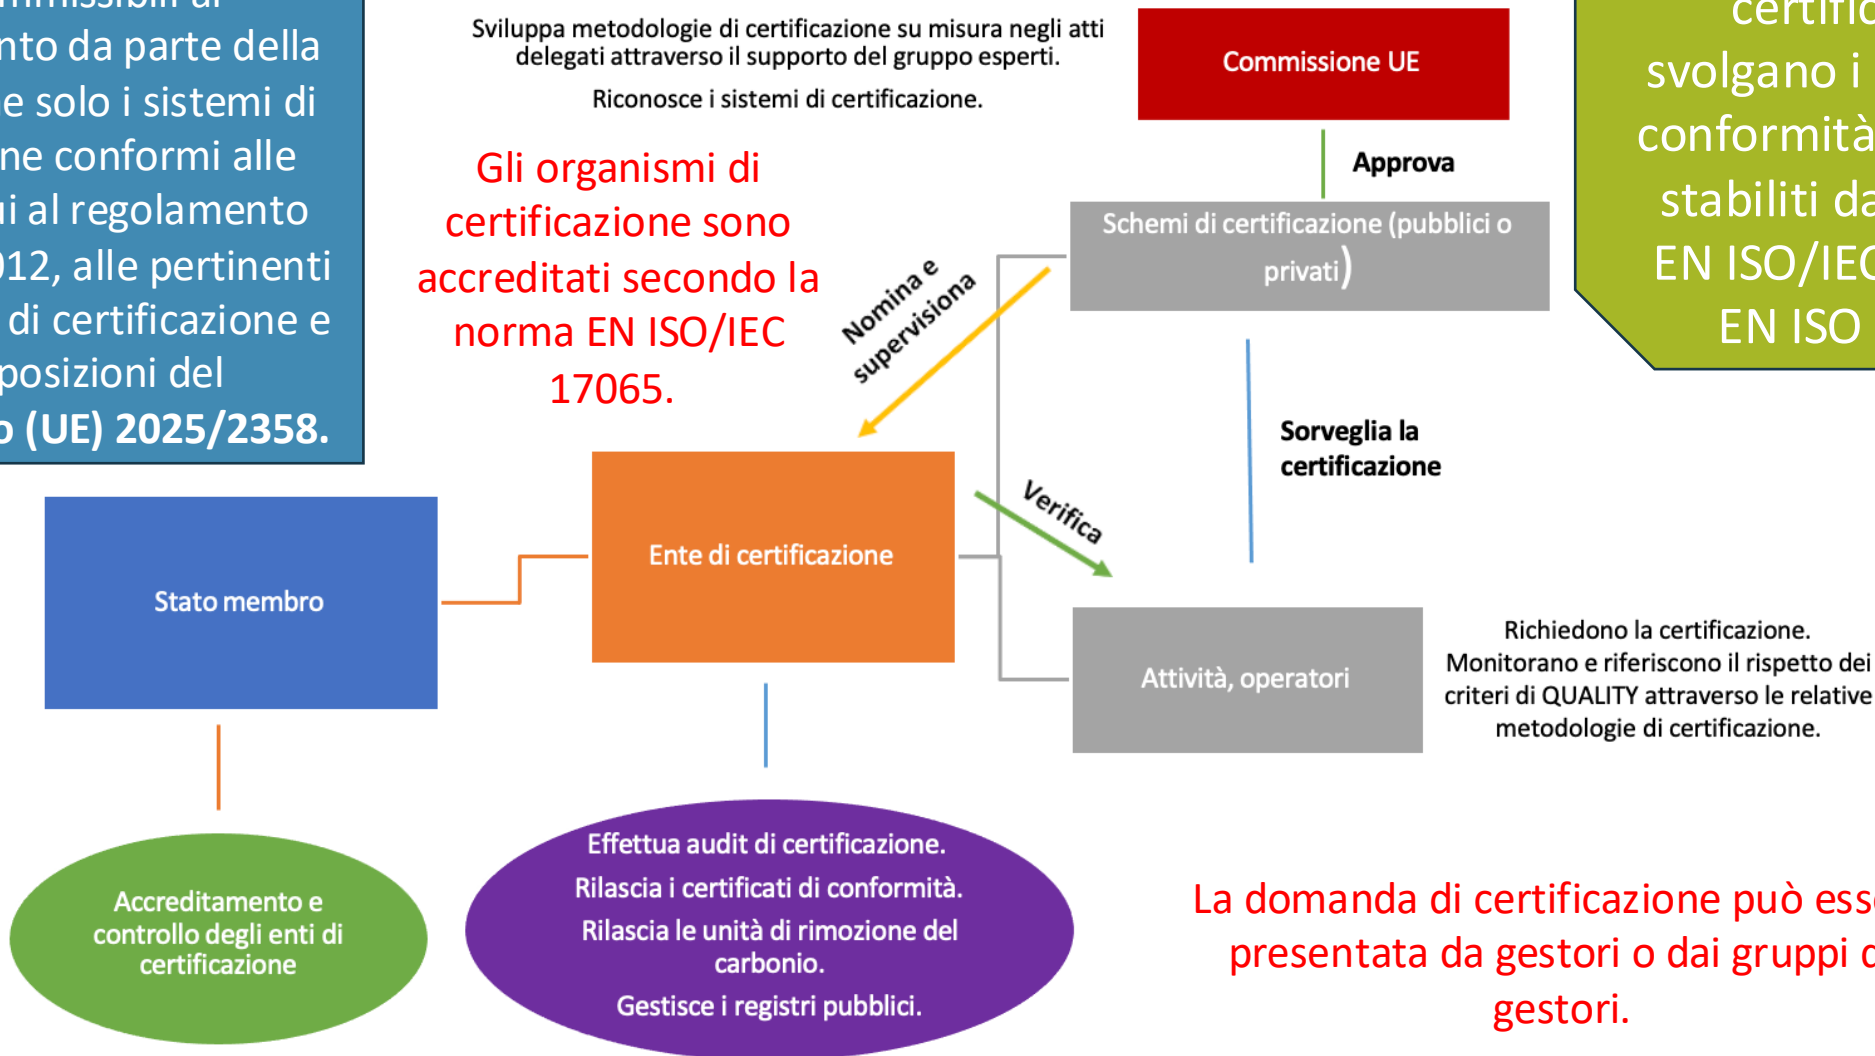 nto da parte della
e solo i sistemi di
ne conformi alle
ui al regolamento
012, alle pertinenti
di certificazione e
posizioni del
o (UE) 2025/2358.
Sviluppa metodologie di certificazione su misura negli atti
delegati attraverso il supporto del gruppo esperti.
Riconosce i sistemi di certificazione.
Commissione UE
Approva
Gli organismi di
certificazione sono
accreditati secondo la
norma EN ISO/IEC
17065.
Schemi di certificazione (pubblici o
privati)
certific
svolgano i
conformità
stabiliti da
EN ISO/IEC
EN ISO
Nomina e
supervisiona
Sorveglia la
certificazione
Verifica
Stato membro
Ente di certificazione
Attività, operatori
Richiedono la certificazione.
Monitorano e riferiscono il rispetto dei
criteri di QUALITY attraverso le relative
metodologie di certificazione.
Accreditamento e
controllo degli enti di
certificazione
Effettua audit di certificazione.
Rilascia i certificati di conformità.
Rilascia le unità di rimozione del
carbonio.
Gestisce i registri pubblici.
La domanda di certificazione può ess
presentata da gestori o dai gruppi d
gestori.